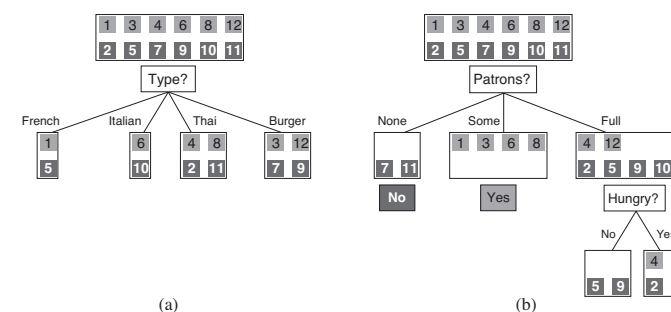 1 3 4 6 8 12
2 5 7 9 10 11
Type?
French Italian Thai Burger
1 6 4 8 3 12
5 10 2 11 7 9
(a)
1 3 4 6 8 12
2 5 7 9 10 11
Patrons?
None Some Full
1 3 6 8 4 12
7 11 2 5 9 10
No Yes Hungry?
No Yes
4
5 9 2
(b)